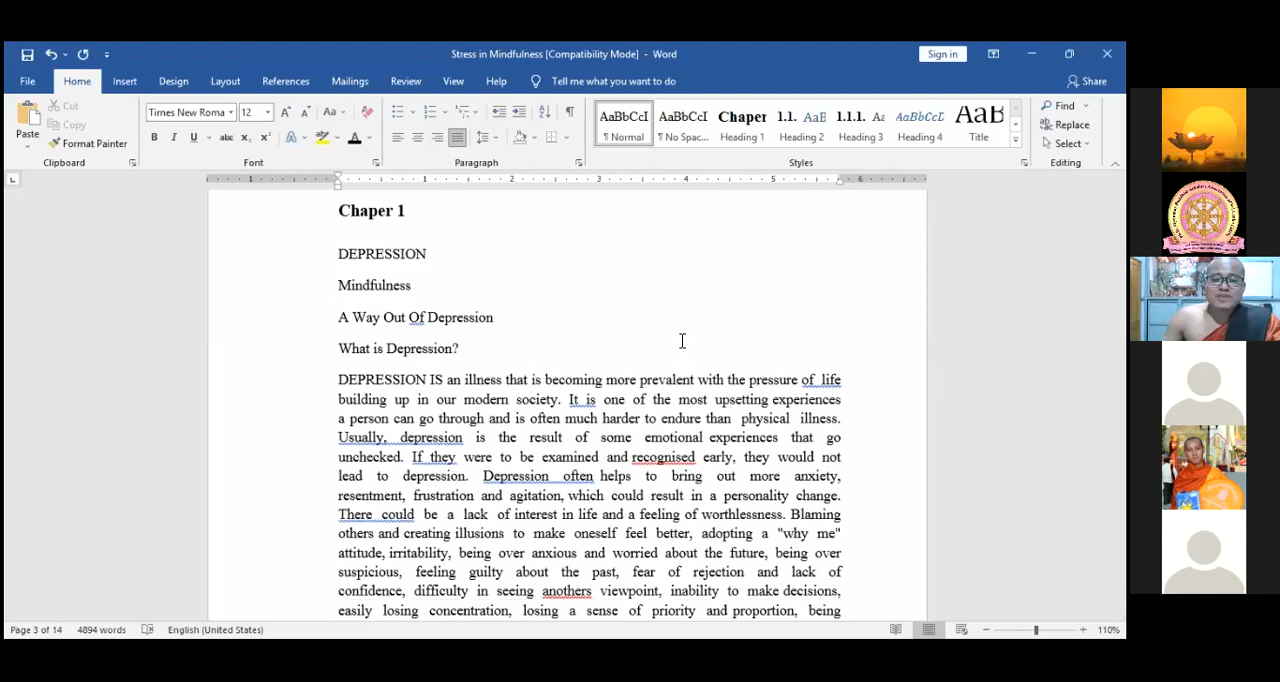 Stress in Mindfulness [Compatibility Mode] - Word
Sign in
File Home Insert Design Layout References Mailings Review View Help Tell me what you want to do Share
Paste
Cut
Copy
Format Painter
Clipboard
Times New Roma 12
Font
Paragraph
AaBbCcI AaBbCcI Chaper 1.1. AaB 1.1.1. Aa AaBbCcL AaB
¶ Normal ¶ No Spac... Heading 1 Heading 2 Heading 3 Heading 4 Title
Styles
Find
Replace
Select
Editing
1 1 2 3 4 5 6
Chaper 1
DEPRESSION
Mindfulness
A Way Out Of Depression
What is Depression?
DEPRESSION IS an illness that is becoming more prevalent with the pressure of life
building up in our modern society. It is one of the most upsetting experiences
a person can go through and is often much harder to endure than physical illness.
Usually, depression is the result of some emotional experiences that go
unchecked. If they were to be examined and recognised early, they would not
lead to depression. Depression often helps to bring out more anxiety,
resentment, frustration and agitation, which could result in a personality change.
There could be a lack of interest in life and a feeling of worthlessness. Blaming
others and creating illusions to make oneself feel better, adopting a "why me"
attitude, irritability, being over anxious and worried about the future, being over
suspicious, feeling guilty about the past, fear of rejection and lack of
confidence, difficulty in seeing anothers viewpoint, inability to make decisions,
easily losing concentration, losing a sense of priority and proportion, being
Page 3 of 14 4894 words English (United States) 110%